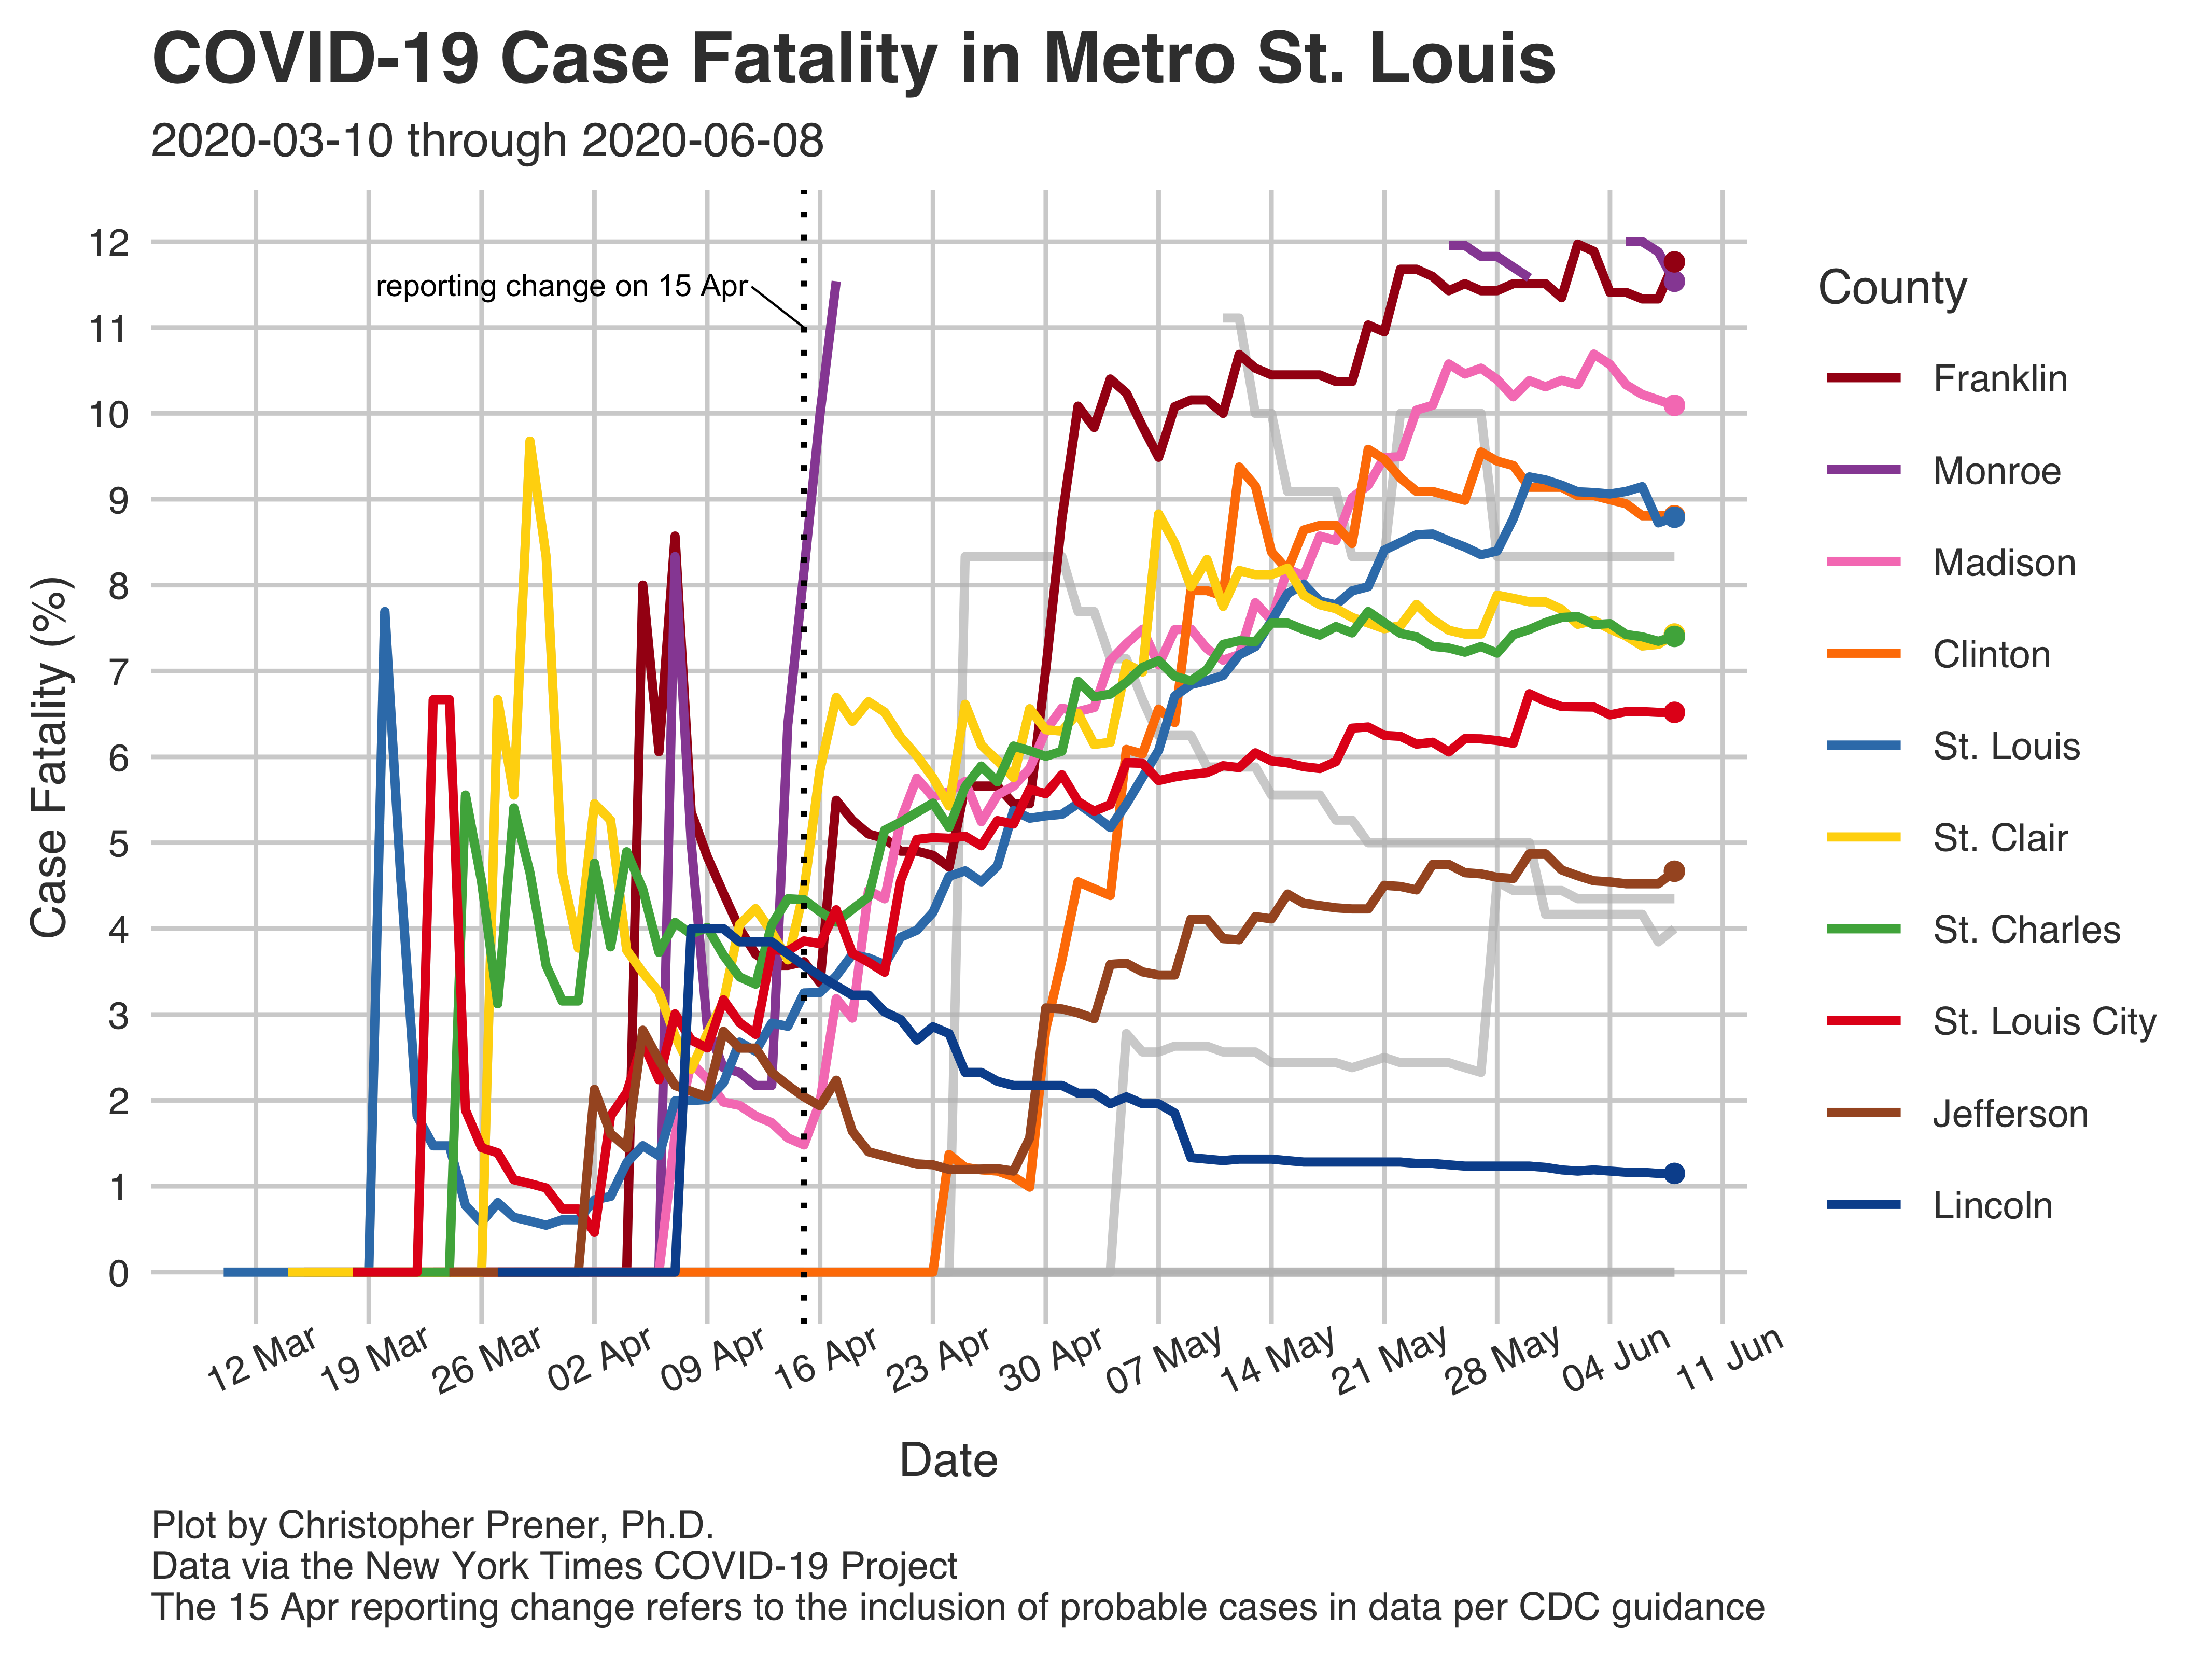 COVID-19 Case Fatality in Metro St. Louis
2020-03-10 through 2020-06-08
12
11
10
9
8
7
6
5
4
3
2
1
0
Case Fatality (%)
reporting change on 15 Apr
12 Mar
19 Mar
26 Mar
02 Apr
09 Apr
16 Apr
23 Apr
30 Apr
07 May
14 May
21 May
28 May
04 Jun
11 Jun
Date
County
Franklin
Monroe
Madison
Clinton
St. Louis
St. Clair
St. Charles
St. Louis City
Jefferson
Lincoln
Plot by Christopher Prener, Ph.D.
Data via the New York Times COVID-19 Project
The 15 Apr reporting change refers to the inclusion of probable cases in data per CDC guidance